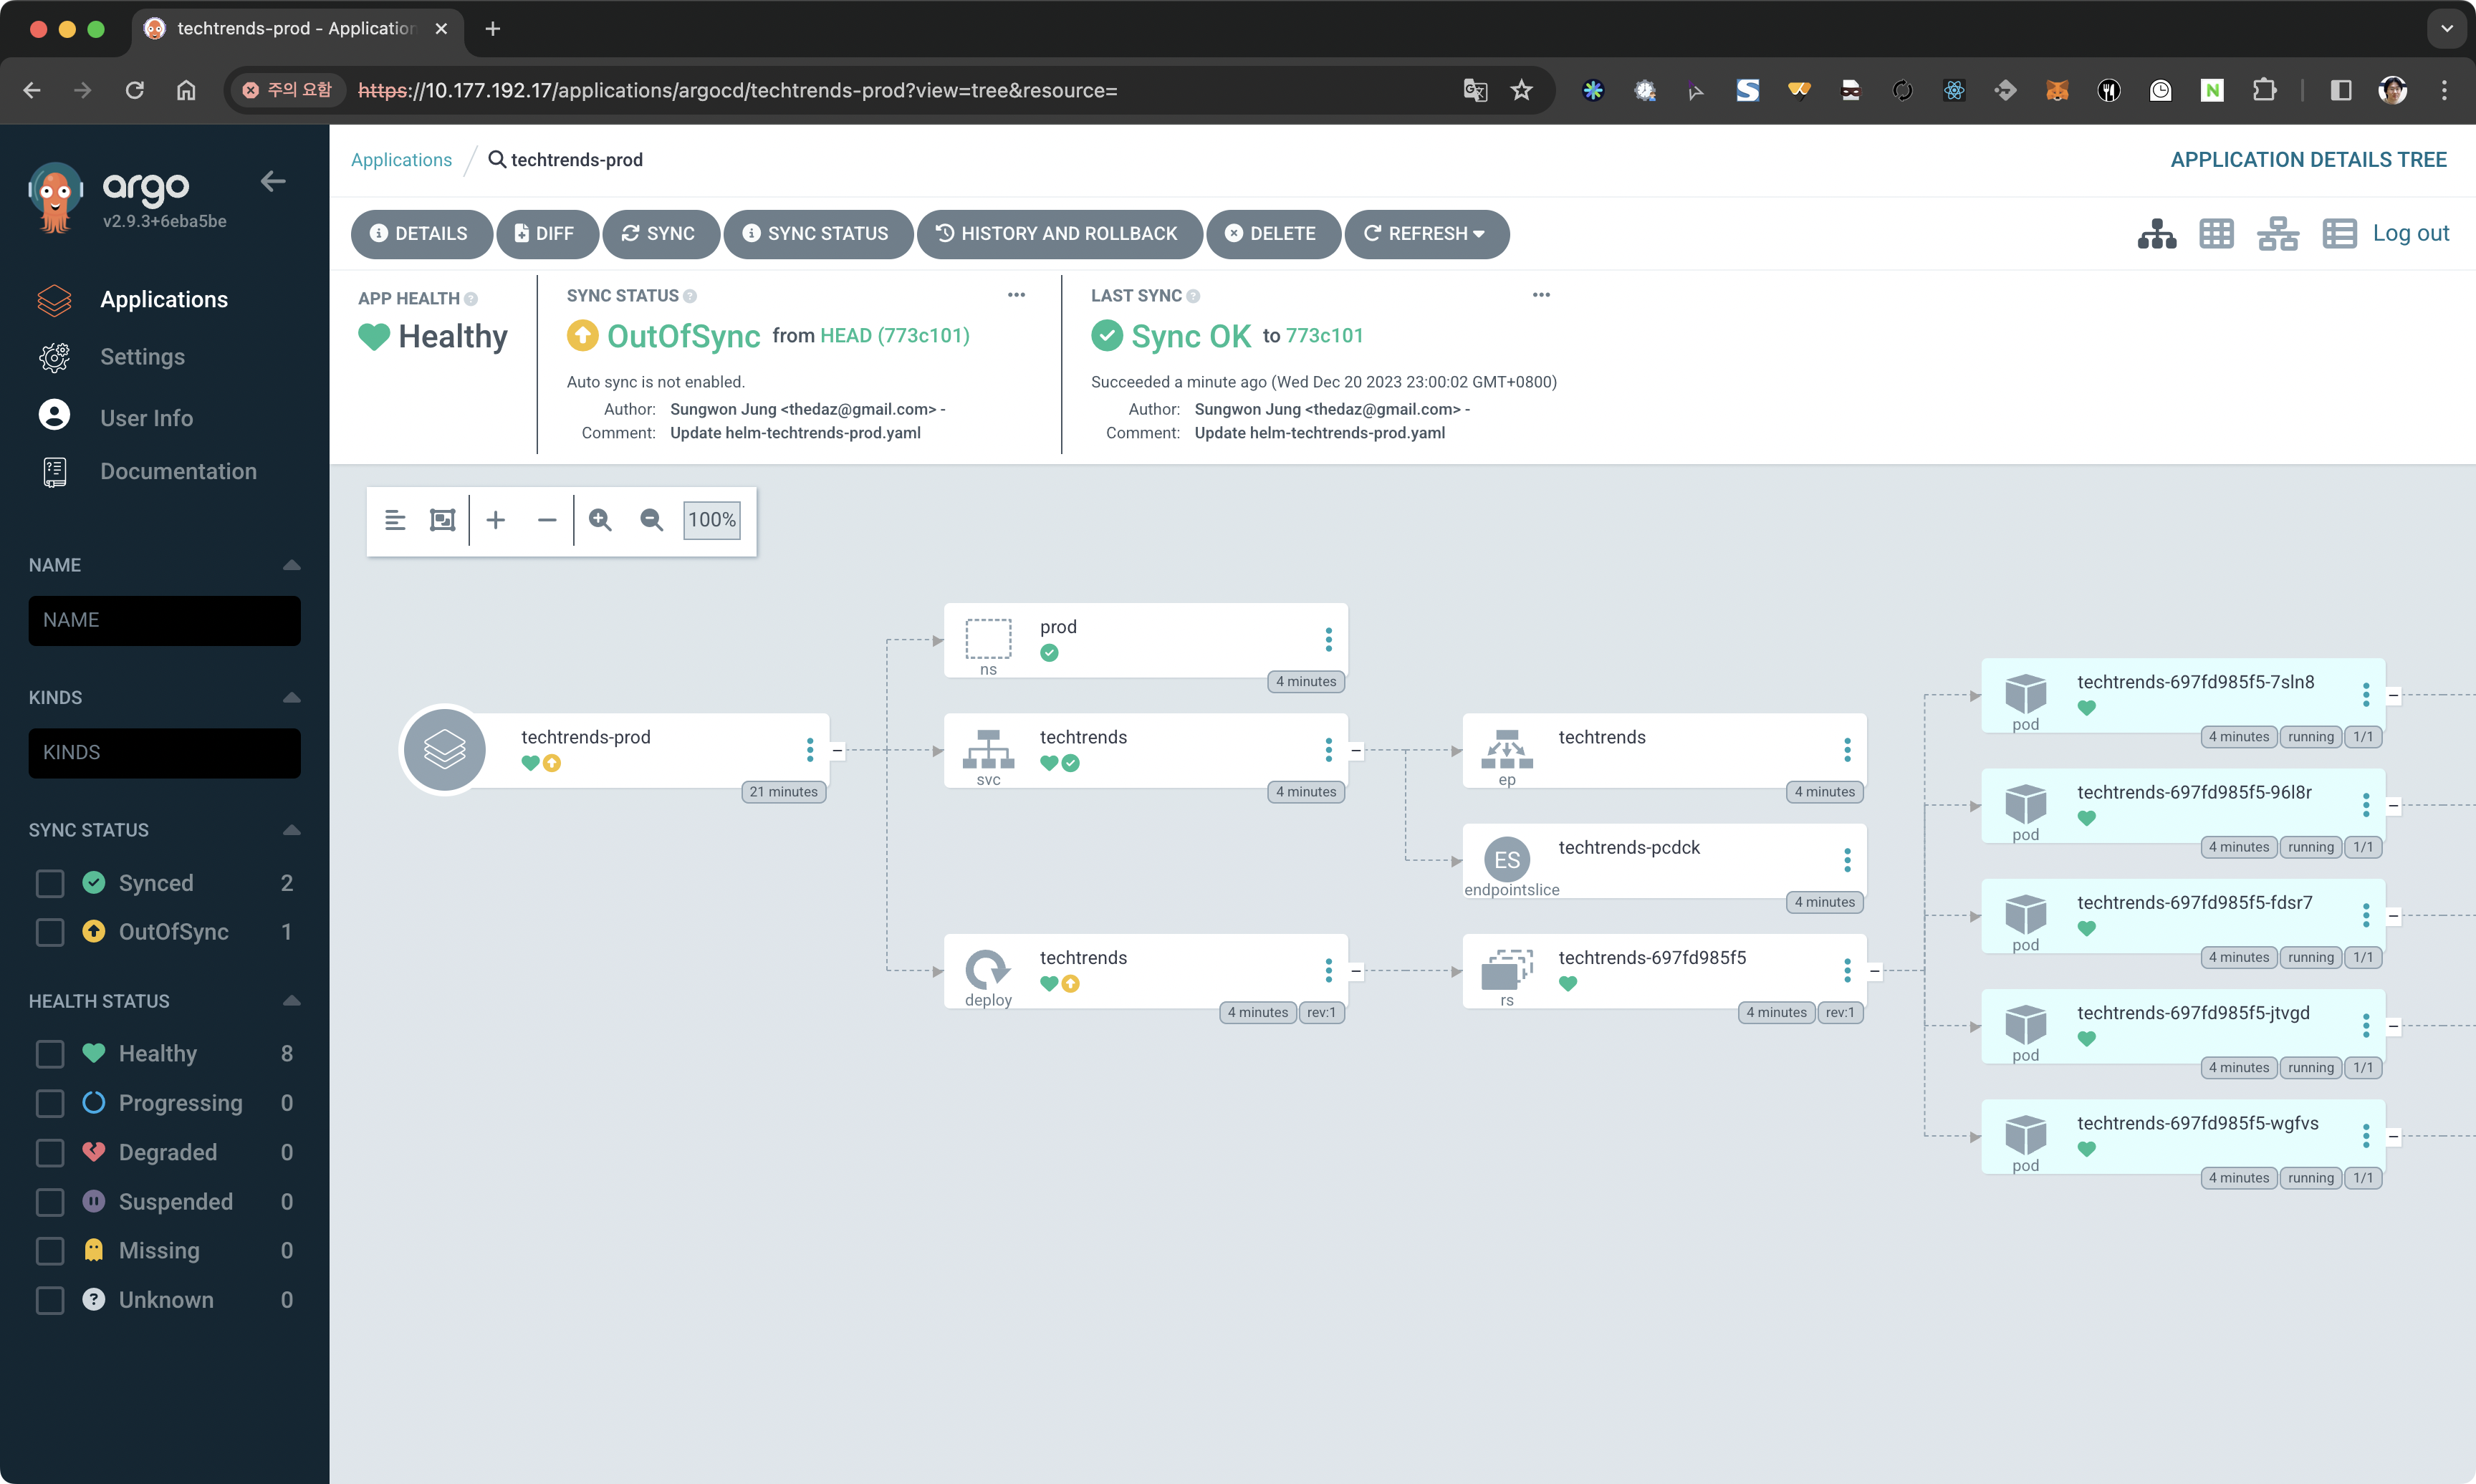 techtrends-prod - Application
주의 요함
https://10.177.192.17/applications/argocd/techtrends-prod?view=tree&resource=
argo
v2.9.3+6eba5be
Applications
Settings
User Info
Documentation
NAME
NAME
KINDS
KINDS
SYNC STATUS
Synced 2
OutOfSync 1
HEALTH STATUS
Healthy 8
Progressing 0
Degraded 0
Suspended 0
Missing 0
Unknown 0
Applications / techtrends-prod
APPLICATION DETAILS TREE
DETAILS DIFF SYNC SYNC STATUS HISTORY AND ROLLBACK DELETE REFRESH
Log out
APP HEALTH
Healthy
SYNC STATUS
OutOfSync from HEAD (773c101)
Auto sync is not enabled.
Author: Sungwon Jung <thedaz@gmail.com> -
Comment: Update helm-techtrends-prod.yaml
LAST SYNC
Sync OK to 773c101
Succeeded a minute ago (Wed Dec 20 2023 23:00:02 GMT+0800)
Author: Sungwon Jung <thedaz@gmail.com> -
Comment: Update helm-techtrends-prod.yaml
100%
techtrends-prod
21 minutes
prod
ns
4 minutes
techtrends
svc
4 minutes
techtrends
deploy
4 minutes rev:1
techtrends
ep
4 minutes
ES
techtrends-pcdck
endpointslice
4 minutes
techtrends-697fd985f5
rs
4 minutes rev:1
techtrends-697fd985f5-7sln8
pod
4 minutes running 1/1
techtrends-697fd985f5-96l8r
pod
4 minutes running 1/1
techtrends-697fd985f5-fdsr7
pod
4 minutes running 1/1
techtrends-697fd985f5-jtvgd
pod
4 minutes running 1/1
techtrends-697fd985f5-wgfvs
pod
4 minutes running 1/1